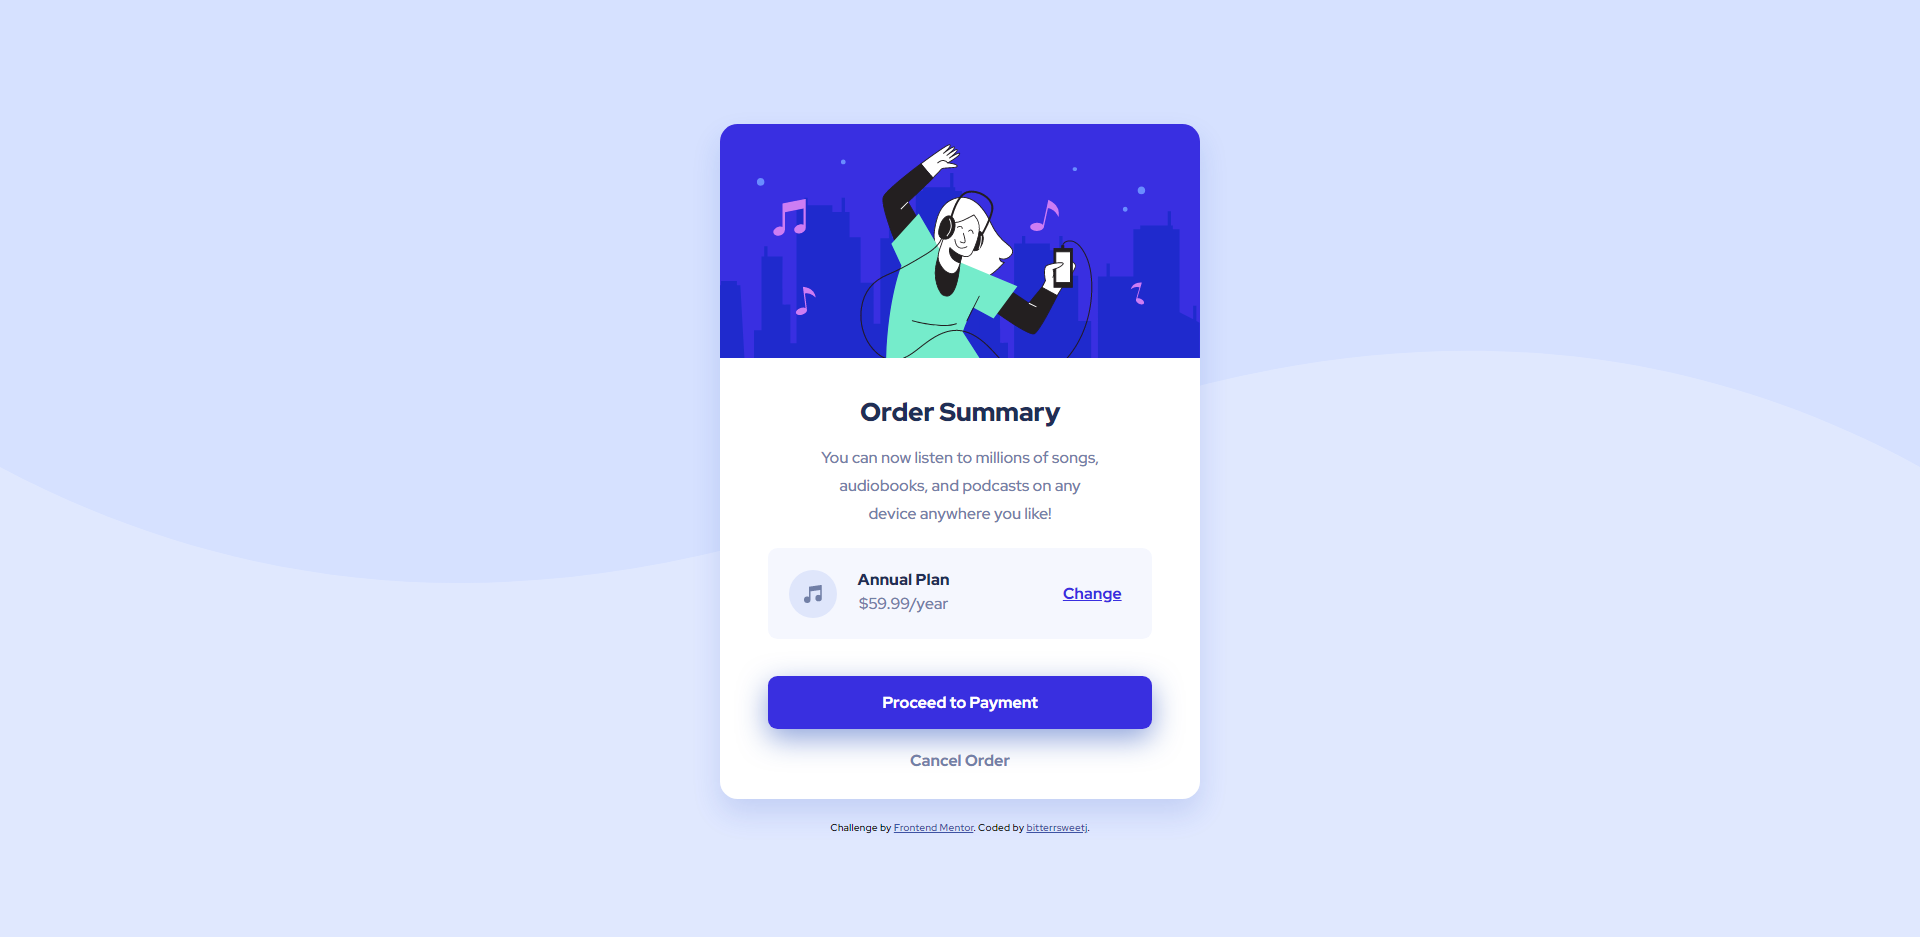 Order Summary
You can now listen to millions of songs,
audiobooks, and podcasts on any
device anywhere you like!
Annual Plan
$59.99/year
Change
Proceed to Payment
Cancel Order
Challenge by Frontend Mentor. Coded by bitterrsweetj.